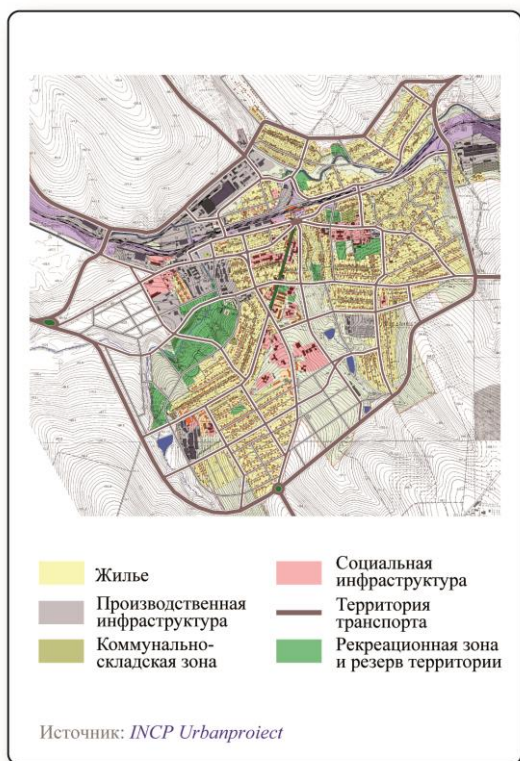 Жилье
Производственная
инфраструктура
Коммунально-
складская зона
Социальная
инфраструктура
Территория
транспорта
Рекреационная зона
и резерв территории
Источник: INCP Urbanproiect